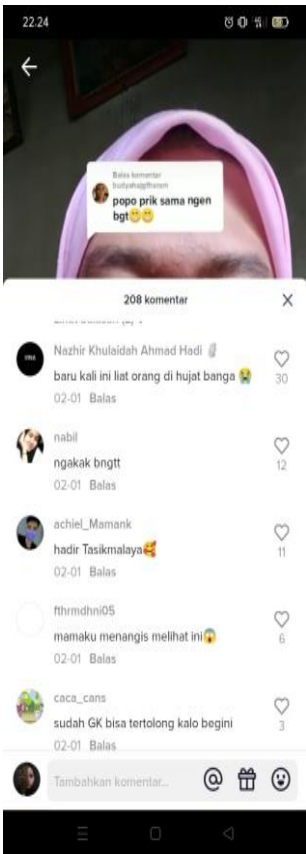 22.24
Balas komentar
popo prik sama ngen
bgt😁😁
208 komentar
Nazhir Khulaidah Ahmad Hadi
baru kali ini liat orang di hujat banga 😭
30
02-01 Balas
nabil
ngakak bngtt
12
02-01 Balas
achiel_Mamank
hadir Tasikmalaya🥰
11
02-01 Balas
fthrmdhni05
mamaku menangis melihat ini😱
6
02-01 Balas
caca_cans
sudah GK bisa tertolong kalo begini
3
02-01 Balas
Tambahkan komentar...